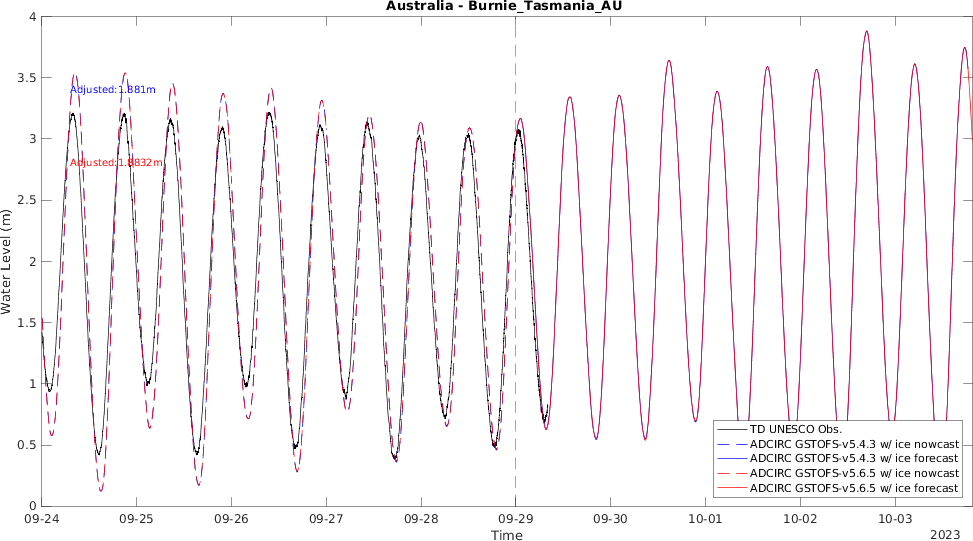 Australia - Burnie_Tasmania_AU
Water Level (m)
4
3.5
3
2.5
2
1.5
1
0.5
0
Adjusted:1.881m
Adjusted:1.8832m
TD UNESCO Obs.
ADCIRC GSTOFS-v5.4.3 w/ ice nowcast
ADCIRC GSTOFS-v5.4.3 w/ ice forecast
ADCIRC GSTOFS-v5.6.5 w/ ice nowcast
ADCIRC GSTOFS-v5.6.5 w/ ice forecast
09-24 09-25 09-26 09-27 09-28 09-29 09-30 10-01 10-02 10-03
Time
2023